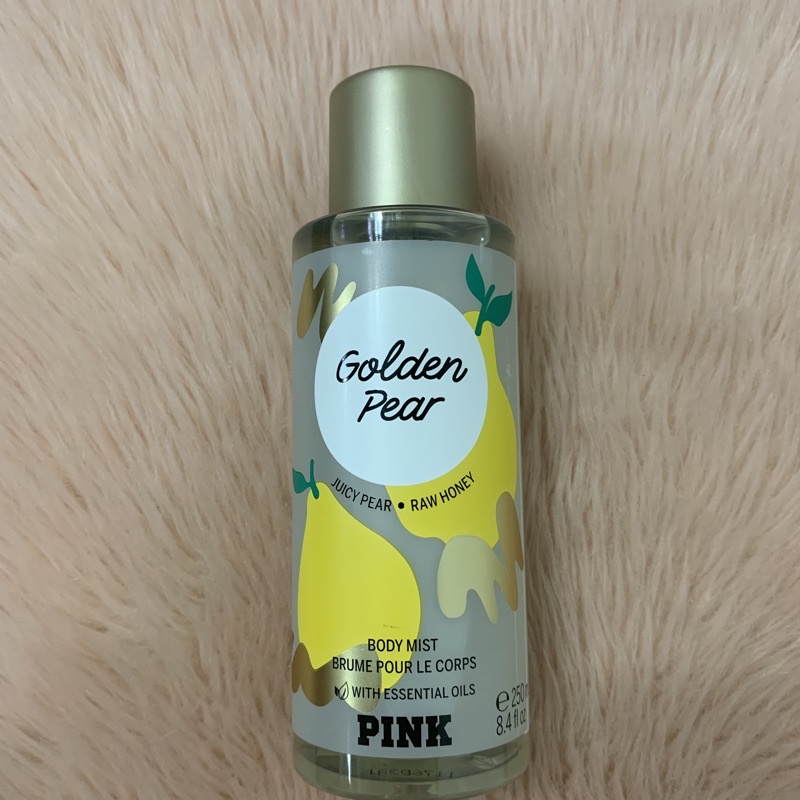 Golden
Pear
JUICY PEAR • RAW HONEY
BODY MIST
BRUME POUR LE CORPS
WITH ESSENTIAL OILS
℮ 250 m
8.4 fl oz
PINK